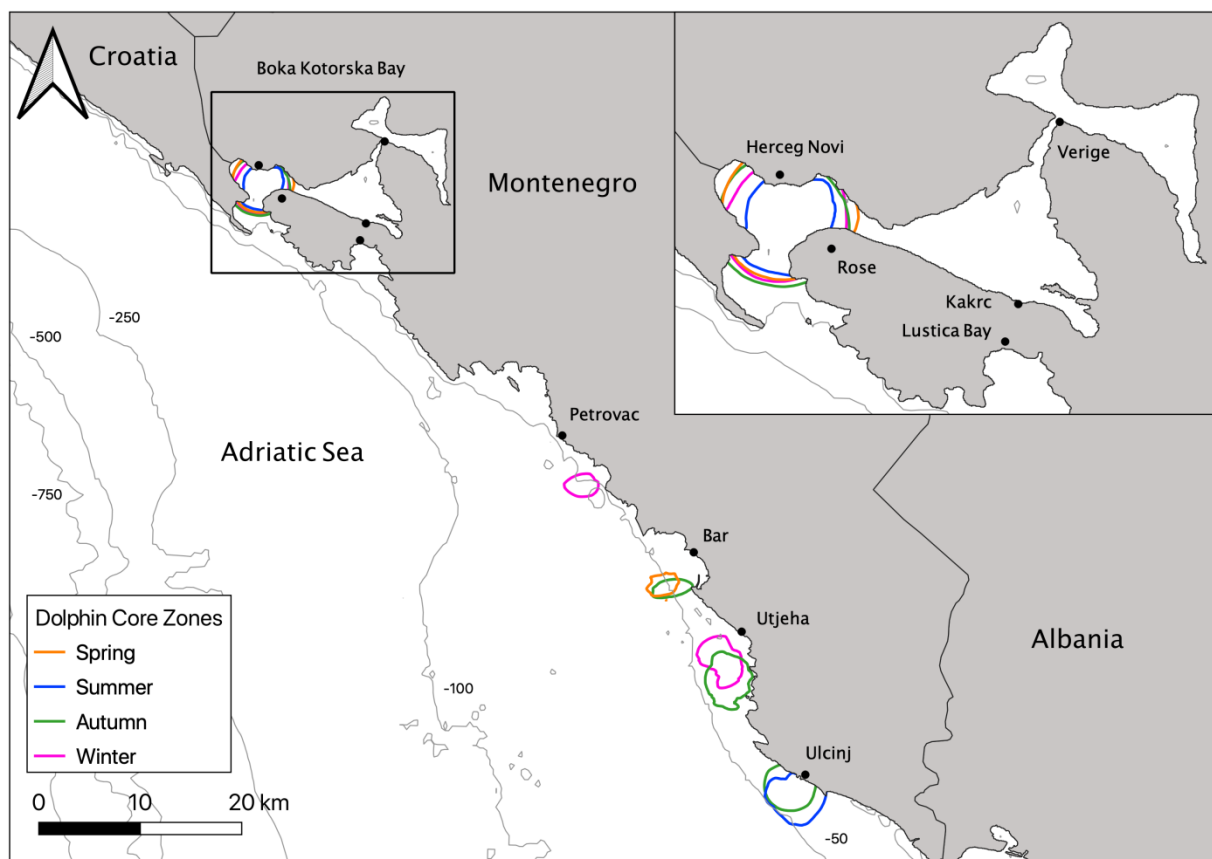 Croatia
Boka Kotorska Bay
Montenegro
Herceg Novi
Verige
Rose
Kakrc
Lustica Bay
-250
-500
Petrovac
Adriatic Sea
-750
Bar
Dolphin Core Zones
Spring
Summer
Autumn
Winter
Utjeha
Albania
-100
Ulcinj
0 10 20 km
-50